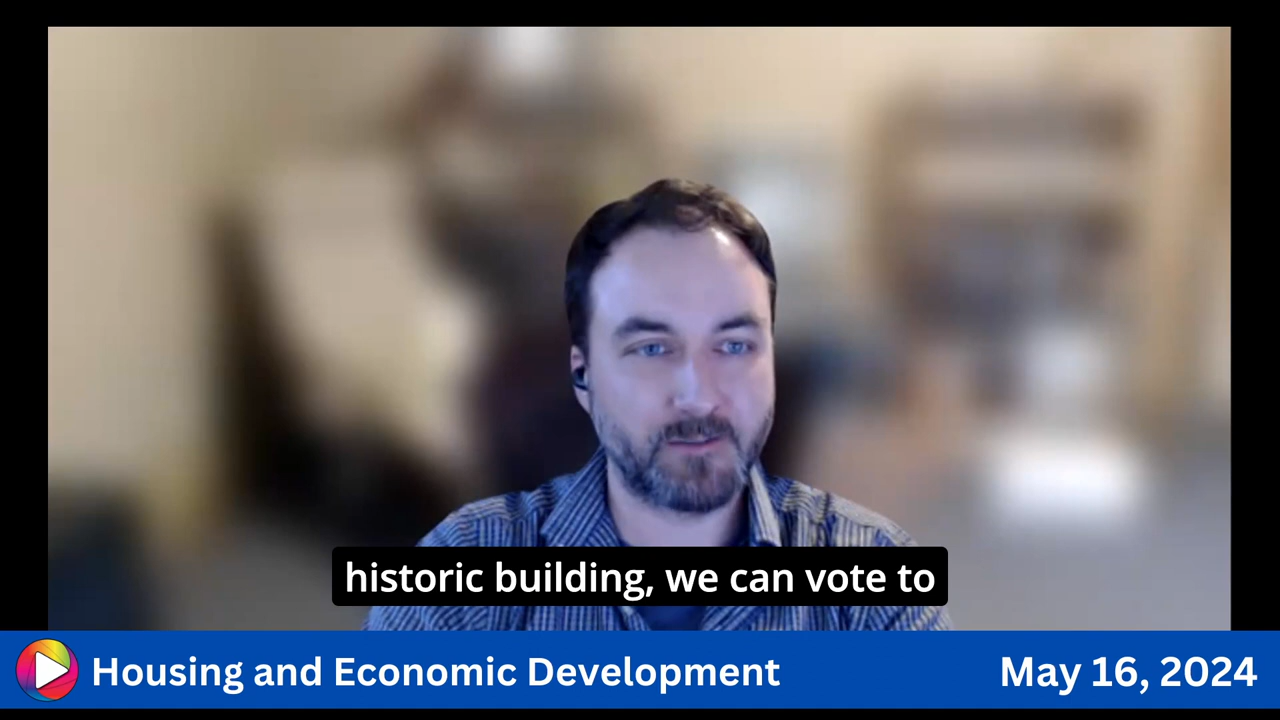 historic building, we can vote to
Housing and Economic Development
May 16, 2024